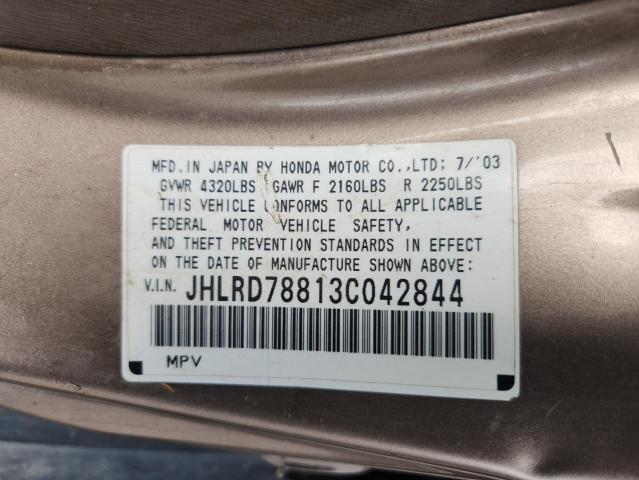 MFD. IN JAPAN BY HONDA MOTOR CO., LTD; 7/'03
GVWR 4320LBS GAWR F 2160LBS R 2250LBS
THIS VEHICLE CONFORMS TO ALL APPLICABLE
FEDERAL MOTOR VEHICLE SAFETY,
AND THEFT PREVENTION STANDARDS IN EFFECT
ON THE DATE OF MANUFACTURE SHOWN ABOVE:
V.I.N. JHLRD78813C042844
MPV